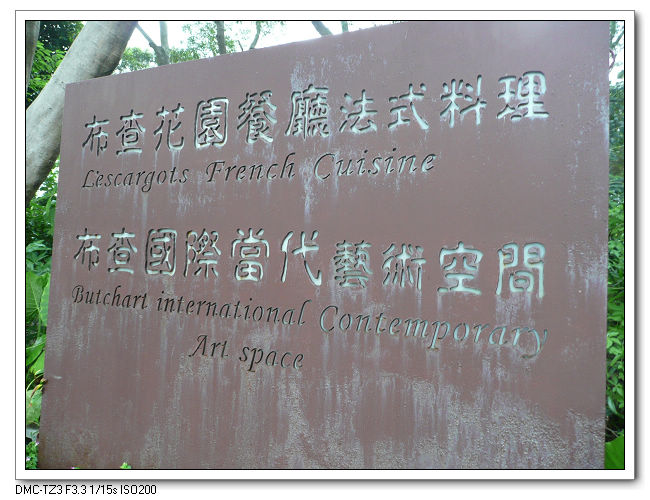 布查花園餐廳法式料理
Lescargots French Cuisine
布查國際當代藝術空間
Butchart international Contemporary
Art space
DMC-TZ3 F3.3 1/15s ISO200